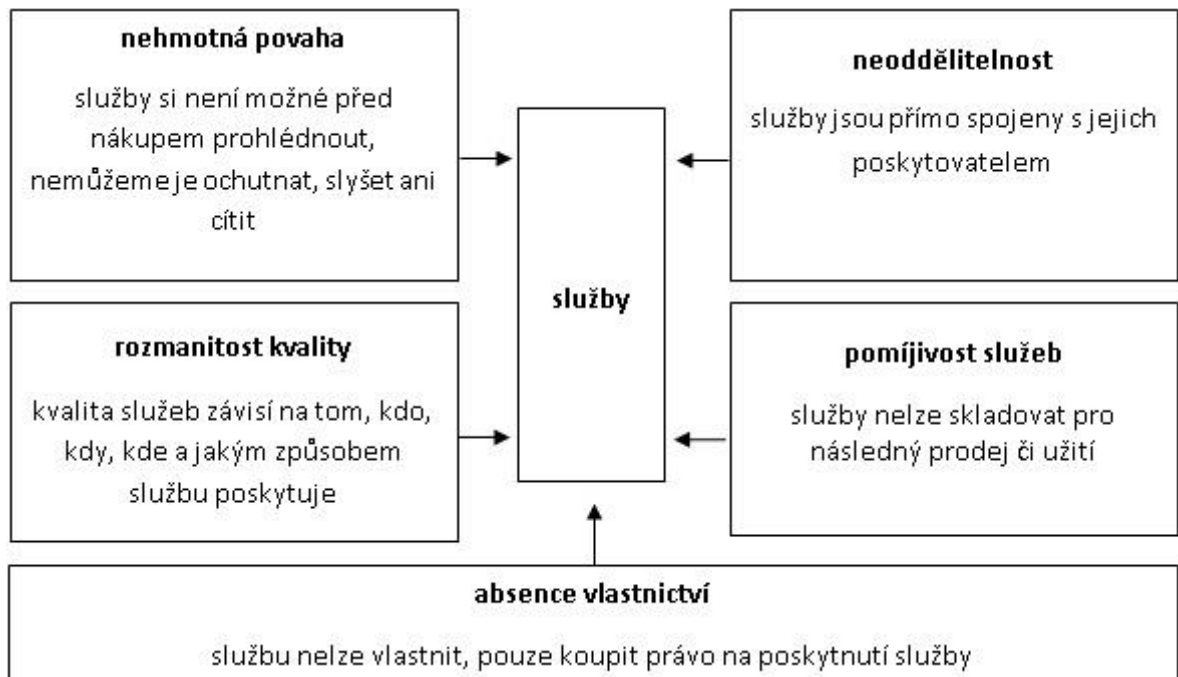 nehmotná povaha
služby si není možné před
nákupem prohlédnout,
nemůžeme je ochutnat, slyšet ani
cítit
neoddělitelnost
služby jsou přímo spojeny s jejich
poskytovatelem
služby
rozmanitost kvality
kvalita služeb závisí na tom, kdo,
kdy, kde a jakým způsobem
službu poskytuje
pomíjivost služeb
služby nelze skladovat pro
následný prodej či užití
absence vlastnictví
službu nelze vlastnit, pouze koupit právo na poskytnutí služby